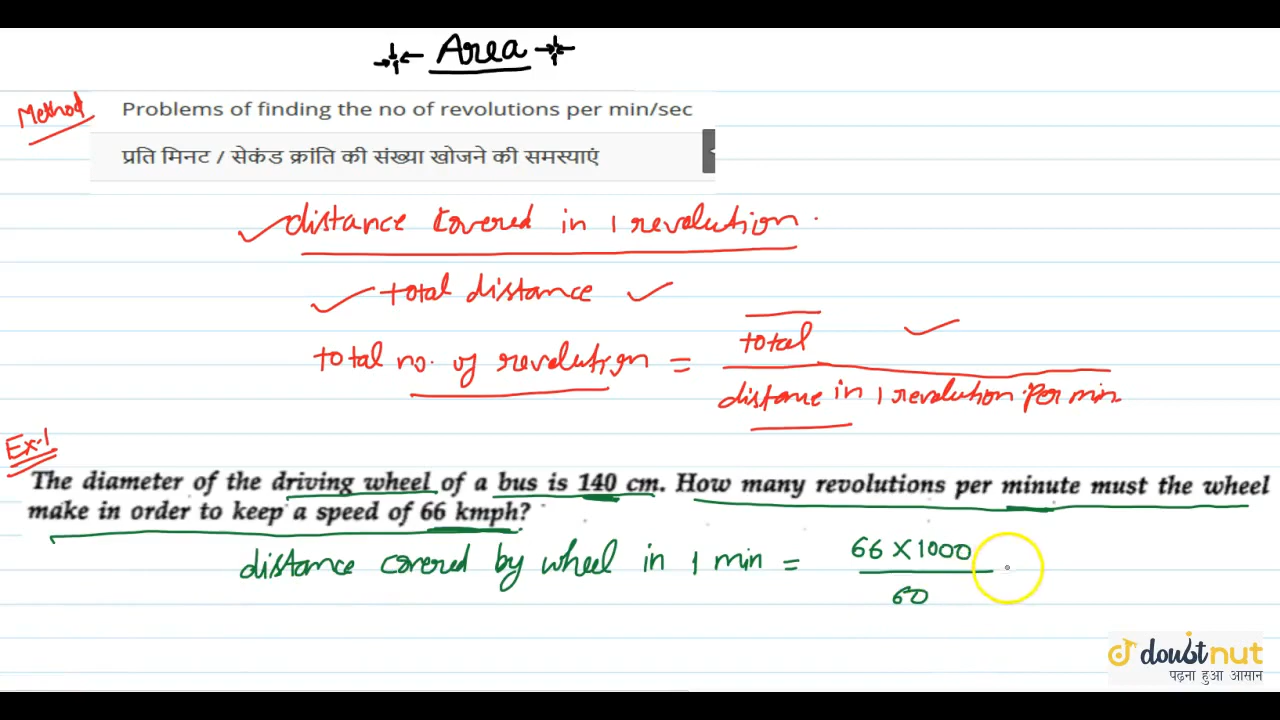 Area
Method
Problems of finding the no of revolutions per min/sec
प्रति मिनट / सेकंड क्रांति की संख्या खोजने की समस्याएं
distance covered in 1 revolution.
total distance
total no. of revolution = total
distance in 1 revolution per min
Ex-1
The diameter of the driving wheel of a bus is 140 cm. How many revolutions per minute must the wheel
make in order to keep a speed of 66 kmph?
distance covered by wheel in 1 min = 66 × 1000
60
doubtnut
पढ़ना हुआ आसान